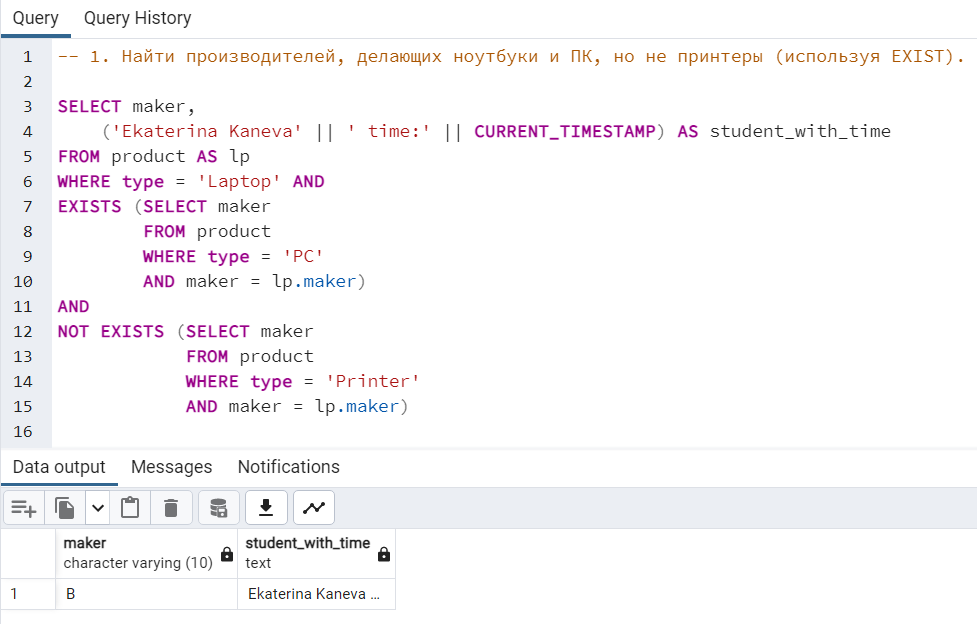 Query Query History
1 -- 1. Найти производителей, делающих ноутбуки и ПК, но не принтеры (используя EXIST).
2
3 SELECT maker,
4 ('Ekaterina Kaneva' || ' time:' || CURRENT_TIMESTAMP) AS student_with_time
5 FROM product AS lp
6 WHERE type = 'Laptop' AND
7 EXISTS (SELECT maker
8 FROM product
9 WHERE type = 'PC'
10 AND maker = lp.maker)
11 AND
12 NOT EXISTS (SELECT maker
13 FROM product
14 WHERE type = 'Printer'
15 AND maker = lp.maker)
16
Data output Messages Notifications
maker student_with_time
character varying (10) text
1 B Ekaterina Kaneva ...